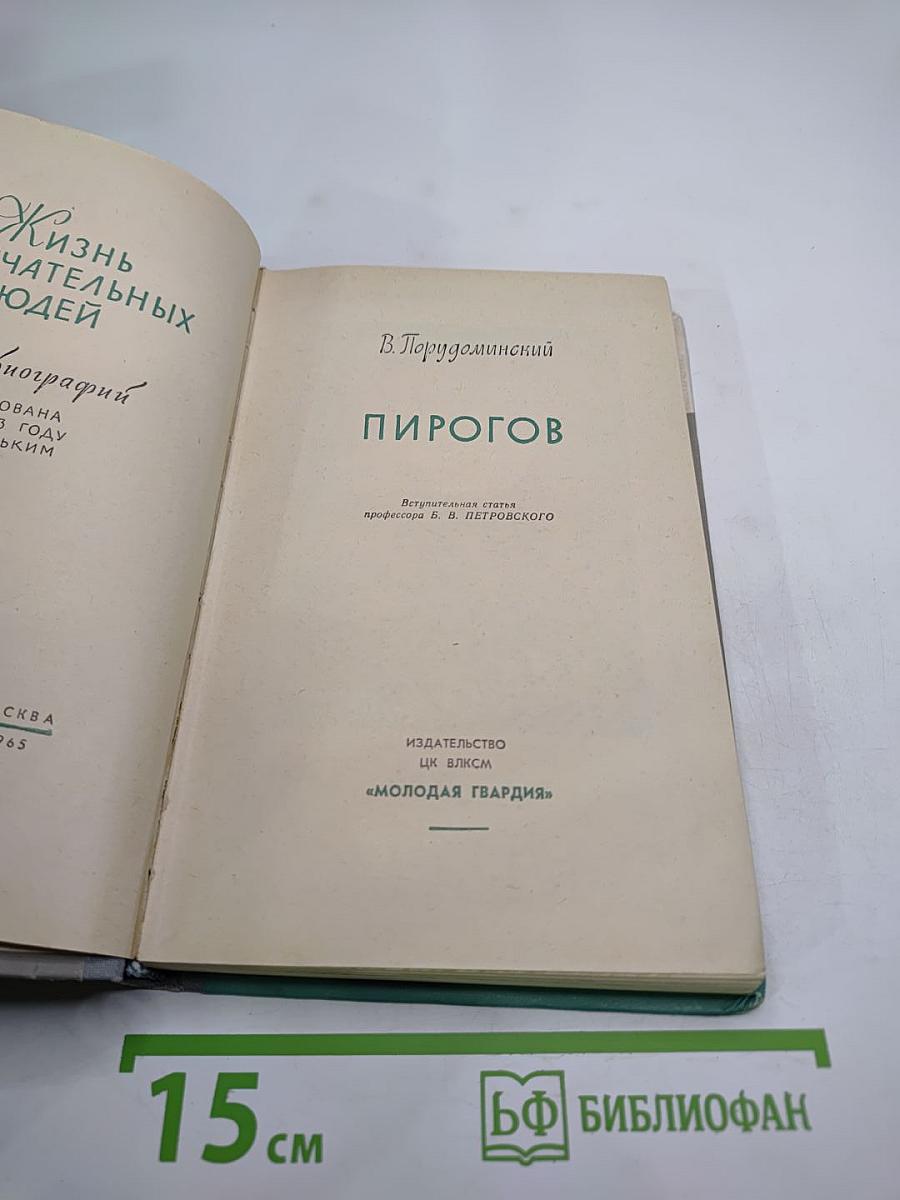 Жизнь
ЧАТЕЛЬНЫХ
ЮДЕЙ
биографий
ОВАНА
3 ГОДУ
ЬКИМ
СКВА
965
В. Порудоминский
ПИРОГОВ
Вступительная статья
профессора Б. В. ПЕТРОВСКОГО
ИЗДАТЕЛЬСТВО
ЦК ВЛКСМ
«МОЛОДАЯ ГВАРДИЯ»
15 см
БФ БИБЛИОФАН